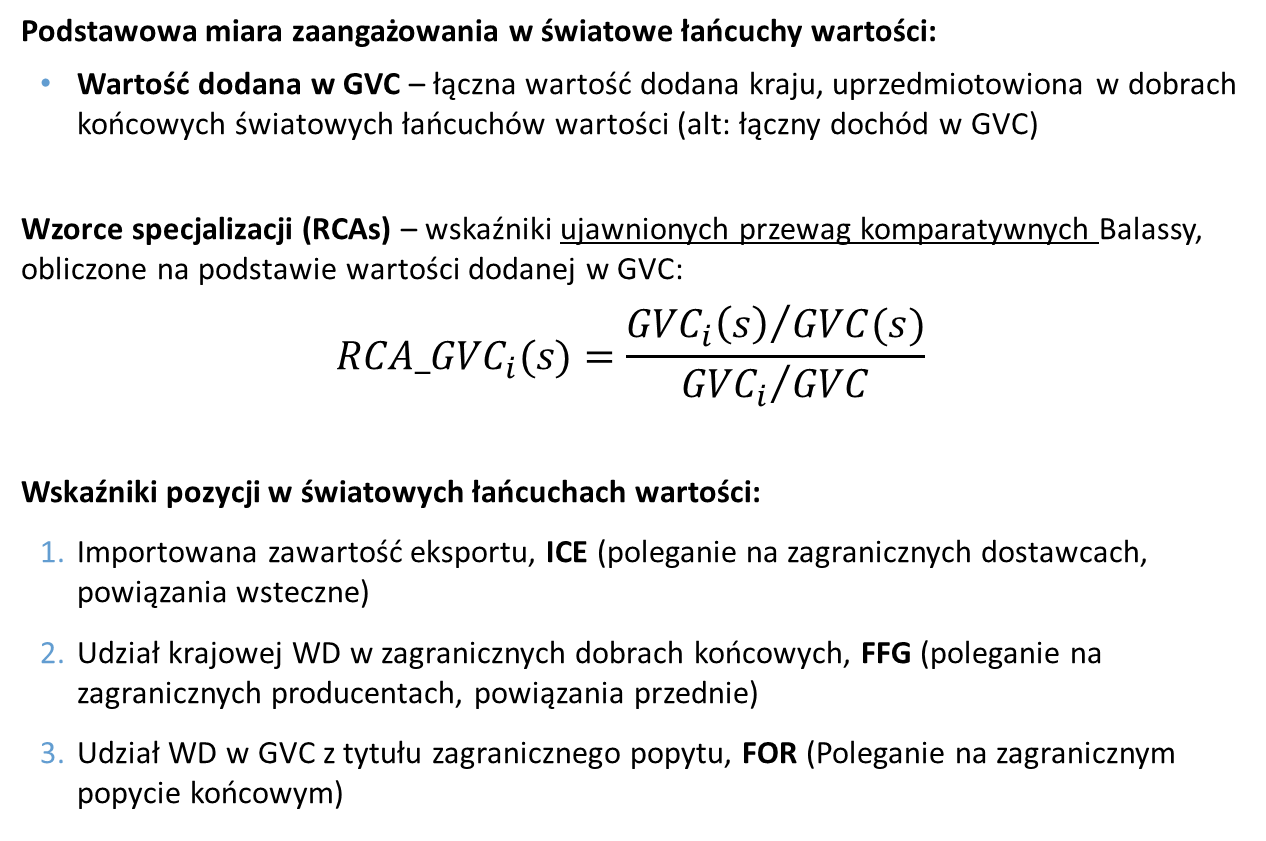 Podstawowa miara zaangażowania w światowe łańcuchy wartości:
• Wartość dodana w GVC – łączna wartość dodana kraju, uprzedmiotowiona w dobrach
końcowych światowych łańcuchów wartości (alt: łączny dochód w GVC)
Wzorce specjalizacji (RCAs) – wskaźniki ujawnionych przewag komparatywnych Balassy,
obliczone na podstawie wartości dodanej w GVC:
RCA_GVC_i(s) = (GVC_i(s)/GVC(s)) / (GVC_i/GVC)
Wskaźniki pozycji w światowych łańcuchach wartości:
1. Importowana zawartość eksportu, ICE (poleganie na zagranicznych dostawcach,
powiązania wsteczne)
2. Udział krajowej WD w zagranicznych dobrach końcowych, FFG (poleganie na
zagranicznych producentach, powiązania przednie)
3. Udział WD w GVC z tytułu zagranicznego popytu, FOR (Poleganie na zagranicznym
popycie końcowym)